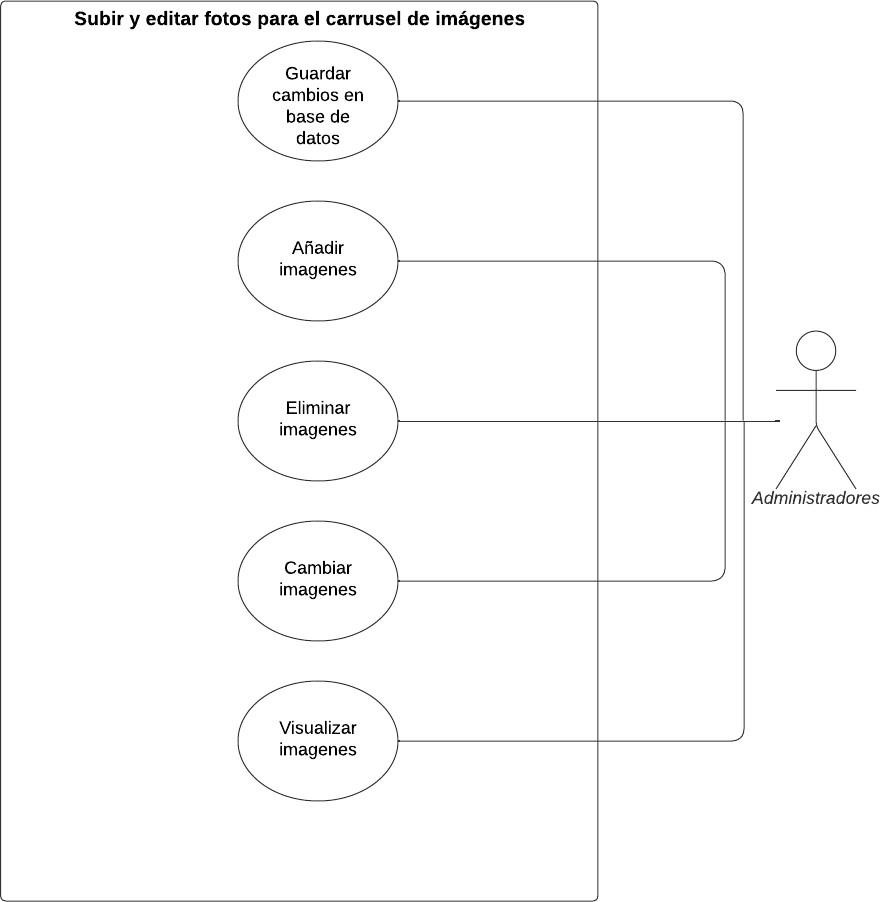 Subir y editar fotos para el carrusel de imágenes
Guardar
cambios en
base de
datos
Añadir
imagenes
Eliminar
imagenes
Administradores
Cambiar
imagenes
Visualizar
imagenes